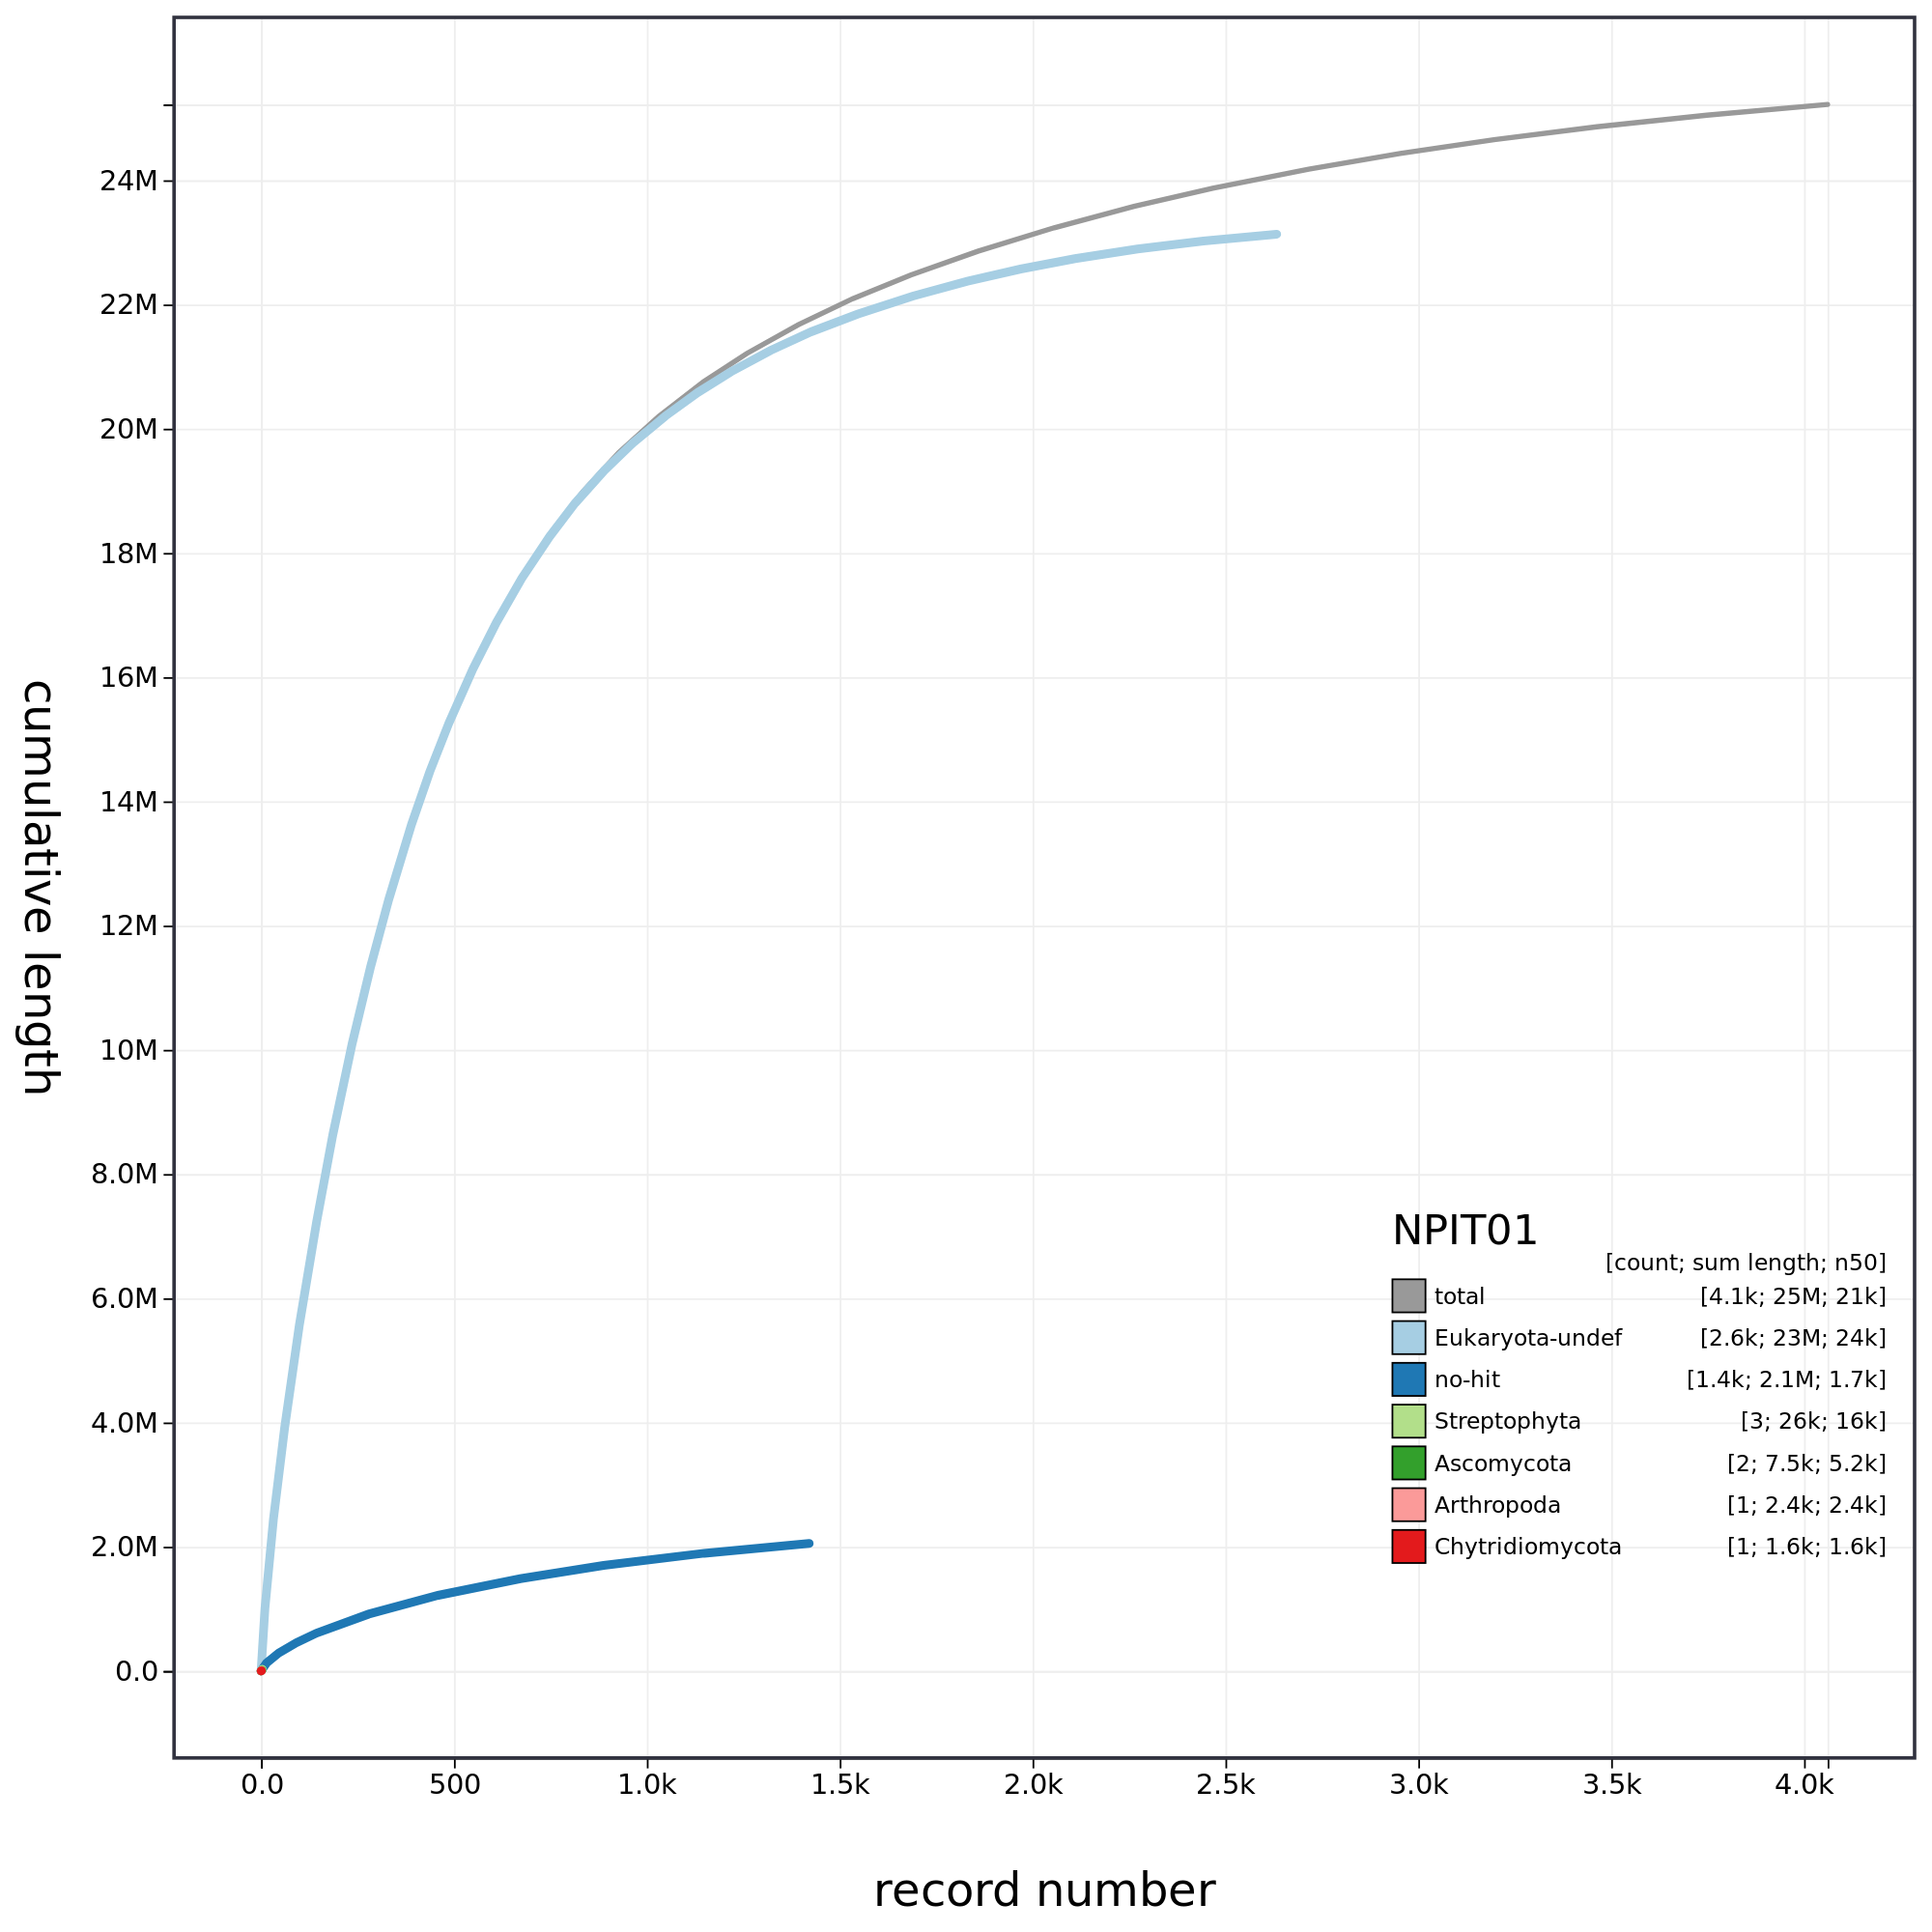 cumulative length
24M
22M
20M
18M
16M
14M
12M
10M
8.0M
6.0M
4.0M
2.0M
0.0
NPIT01
[count; sum length; n50]
total [4.1k; 25M; 21k]
Eukaryota-undef [2.6k; 23M; 24k]
no-hit [1.4k; 2.1M; 1.7k]
Streptophyta [3; 26k; 16k]
Ascomycota [2; 7.5k; 5.2k]
Arthropoda [1; 2.4k; 2.4k]
Chytridiomycota [1; 1.6k; 1.6k]
0.0 500 1.0k 1.5k 2.0k 2.5k 3.0k 3.5k 4.0k
record number